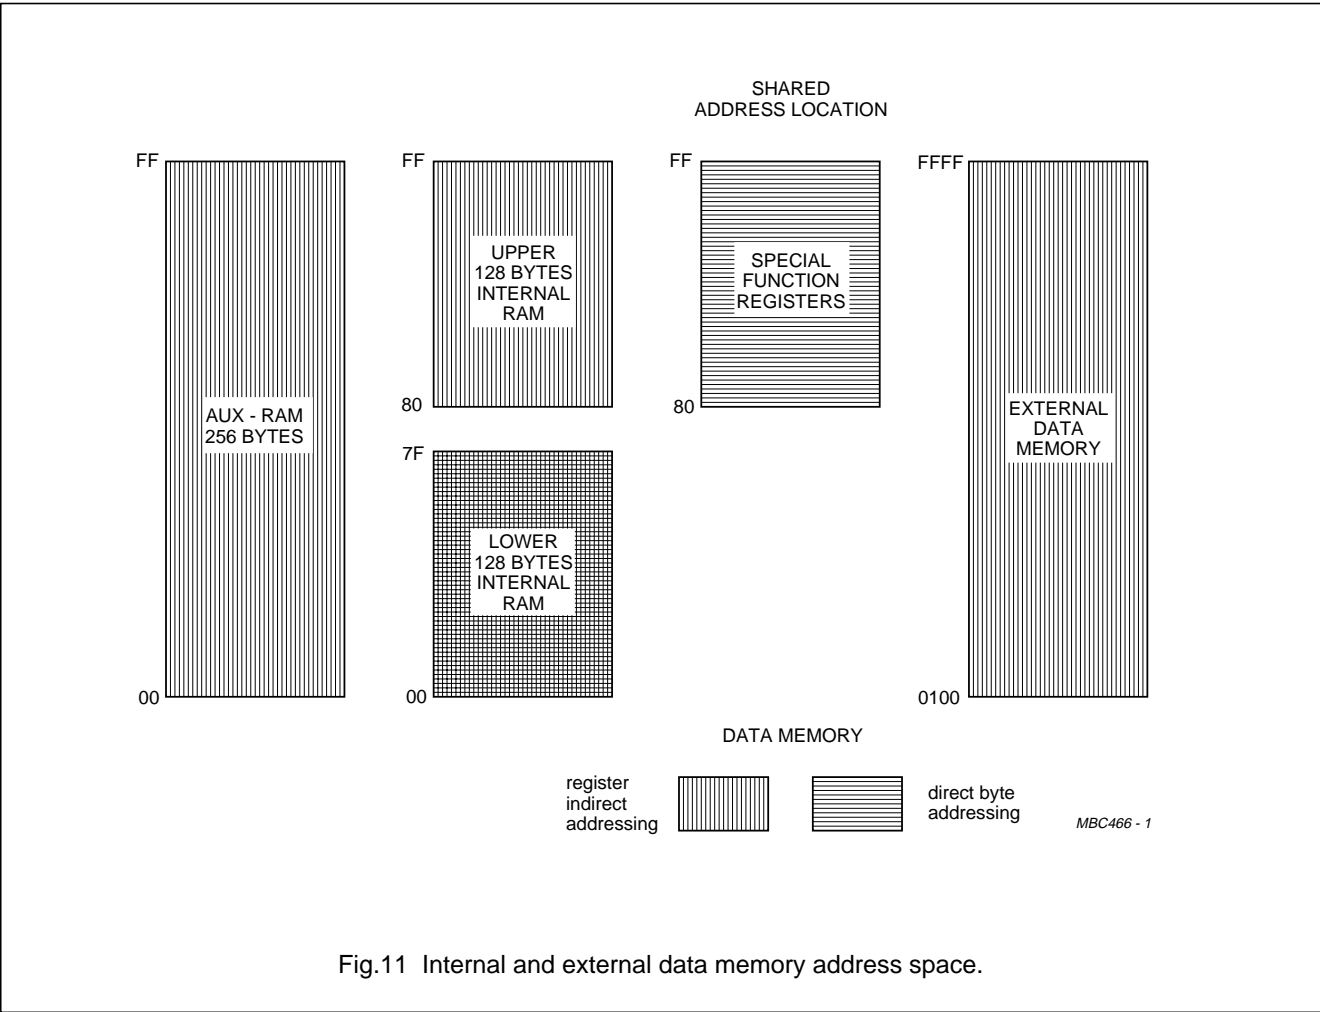 SHARED
ADDRESS LOCATION
FF
FF
FF
FFFF
UPPER
128 BYTES
INTERNAL
RAM
SPECIAL
FUNCTION
REGISTERS
80
80
AUX - RAM
256 BYTES
EXTERNAL
DATA
MEMORY
7F
LOWER
128 BYTES
INTERNAL
RAM
00
00
0100
DATA MEMORY
register
indirect
addressing
direct byte
addressing
MBC466 - 1
Fig.11 Internal and external data memory address space.